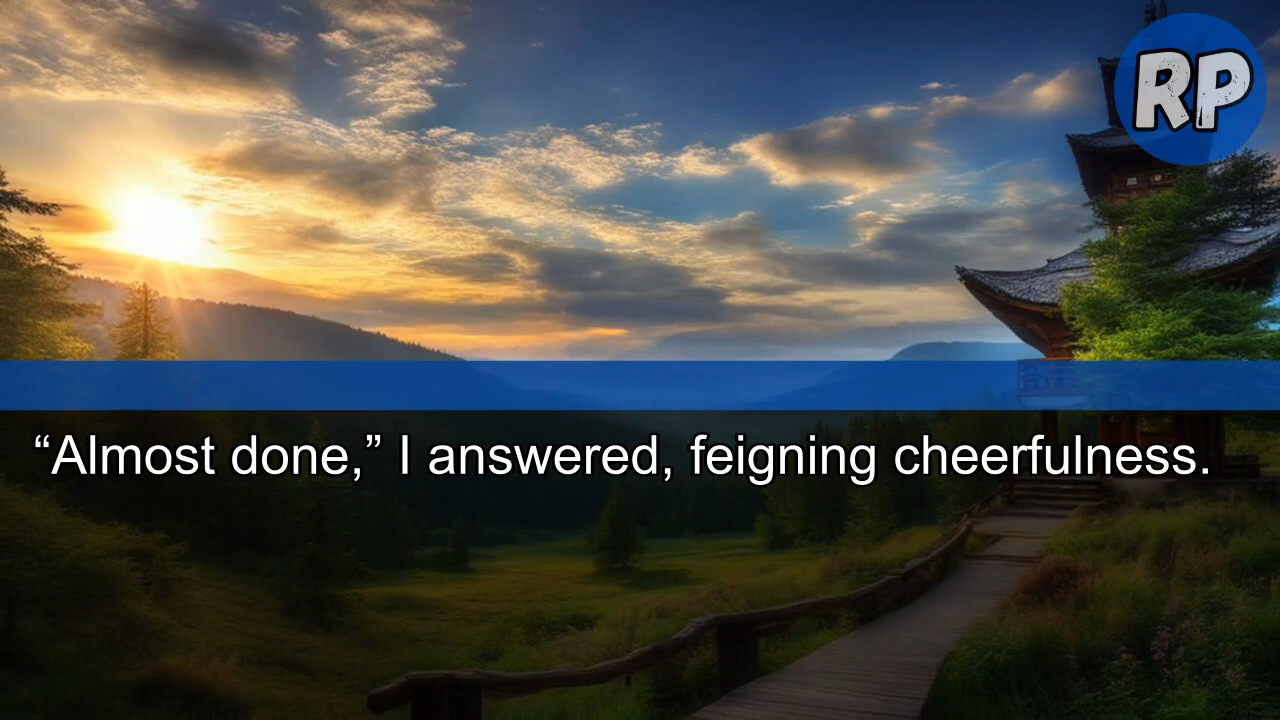 RP
“Almost done,” I answered, feigning cheerfulness.